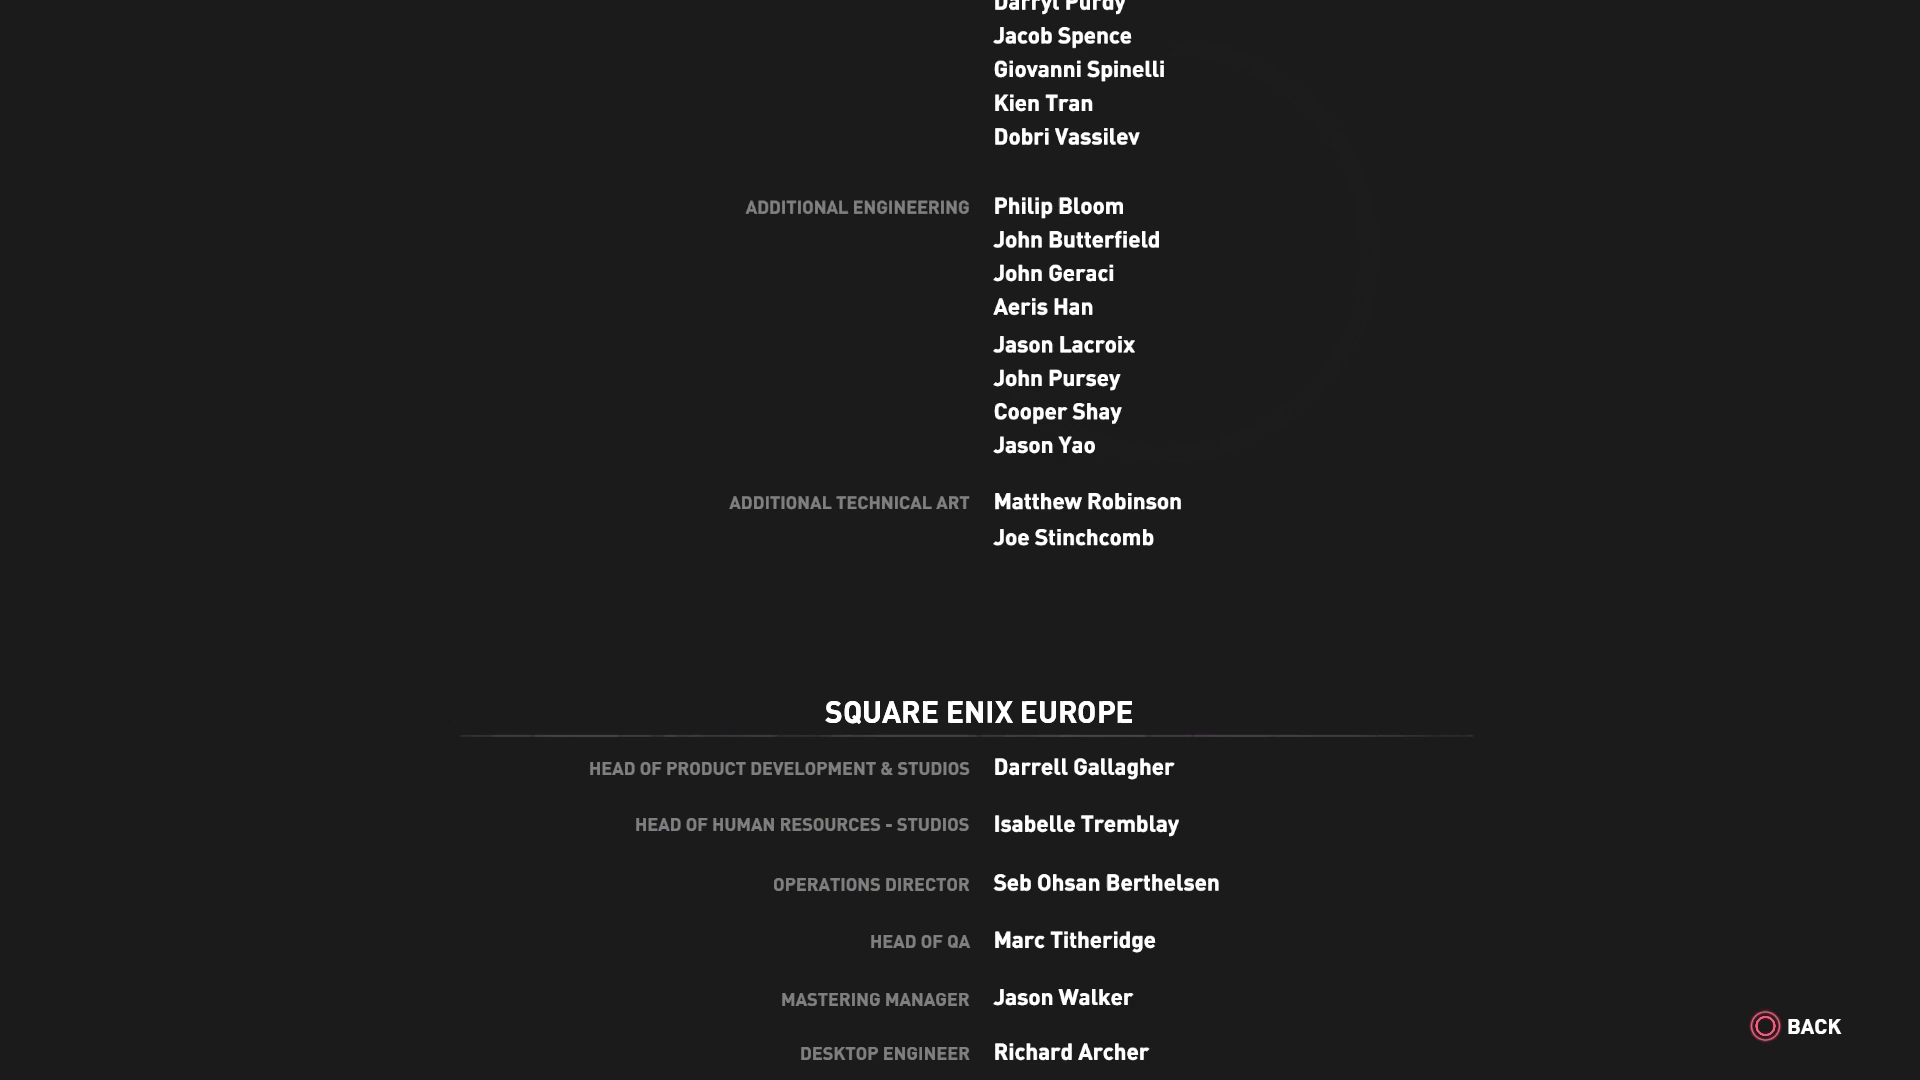 Darryl Purdy
Jacob Spence
Giovanni Spinelli
Kien Tran
Dobri Vassilev
ADDITIONAL ENGINEERING Philip Bloom
John Butterfield
John Geraci
Aeris Han
Jason Lacroix
John Pursey
Cooper Shay
Jason Yao
ADDITIONAL TECHNICAL ART Matthew Robinson
Joe Stinchcomb
SQUARE ENIX EUROPE
HEAD OF PRODUCT DEVELOPMENT & STUDIOS Darrell Gallagher
HEAD OF HUMAN RESOURCES - STUDIOS Isabelle Tremblay
OPERATIONS DIRECTOR Seb Ohsan Berthelsen
HEAD OF QA Marc Titheridge
MASTERING MANAGER Jason Walker
BACK
DESKTOP ENGINEER Richard Archer